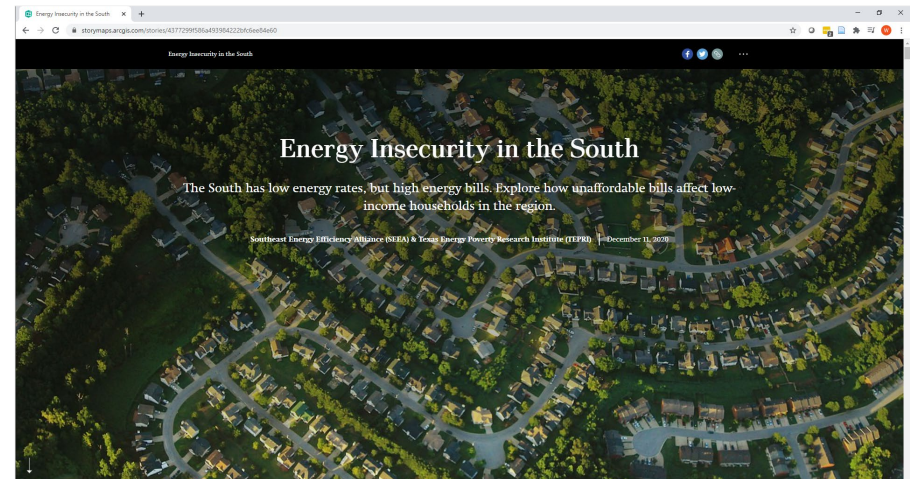 Energy Insecurity in the South
storymaps.arcgis.com/stories/4377299f586a493984222bfc6ee84e60
Energy Insecurity in the South
Energy Insecurity in the South
The South has low energy rates, but high energy bills. Explore how unaffordable bills affect low-
income households in the region.
Southeast Energy Efficiency Alliance (SEEA) & Texas Energy Poverty Research Institute (TEPRI) | December 11, 2020